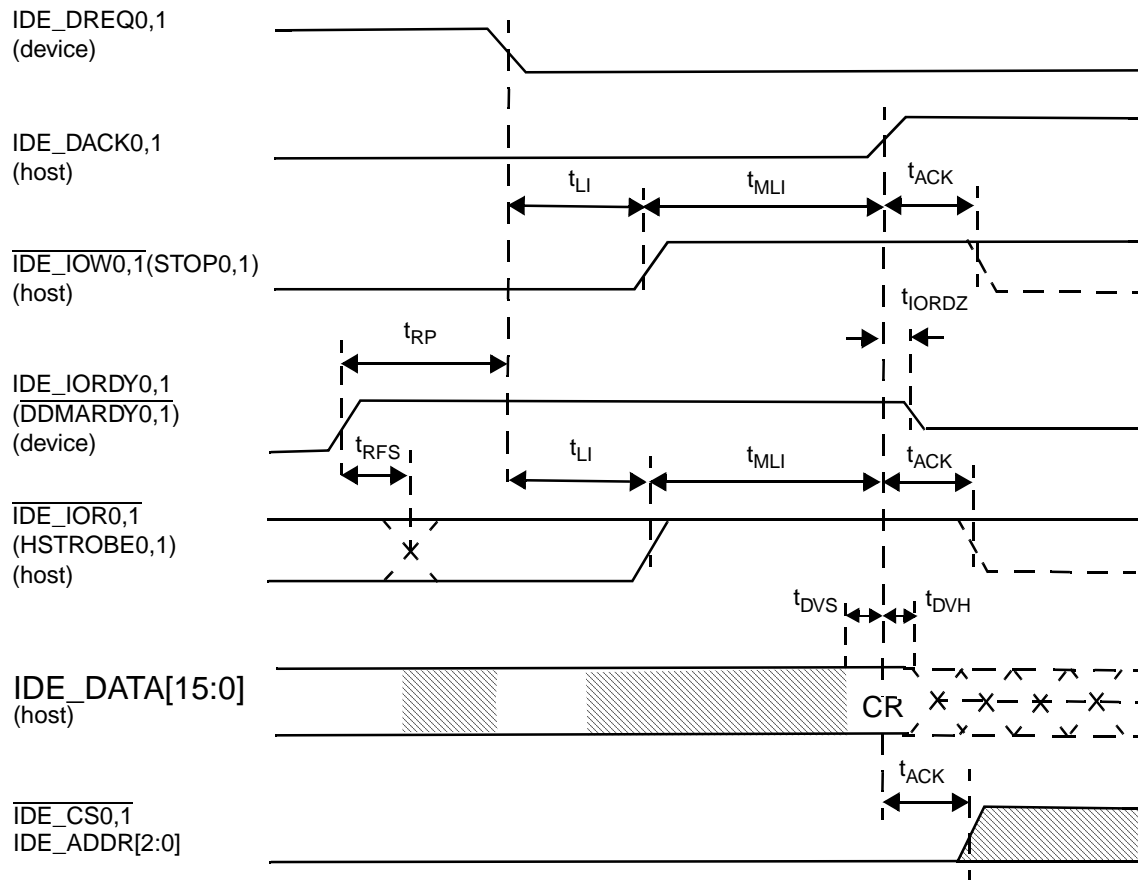 IDE_DREQ0,1
(device)
IDE_DACK0,1
(host)
tLI
tMLI
tACK
IDE_IOW0,1(STOP0,1)
(host)
tIORDZ
tRP
IDE_IORDY0,1
(DDMARDY0,1)
(device)
tRFS
tLI
tMLI
tACK
IDE_IOR0,1
(HSTROBE0,1)
(host)
tDVS
tDVH
IDE_DATA[15:0]
(host)
CR
tACK
IDE_CS0,1
IDE_ADDR[2:0]